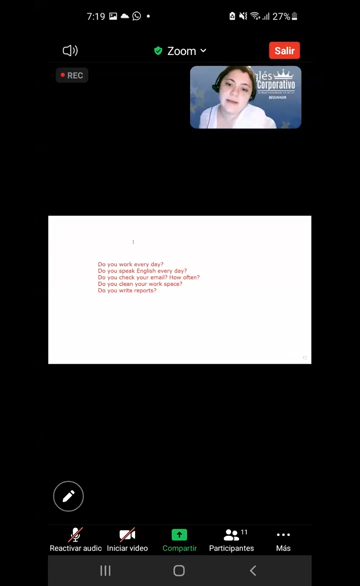 7:19
27%
Zoom
Salir
REC
glés
Corporativo
BEGINNER
Do you work every day?
Do you speak English every day?
Do you check your email? How often?
Do you clean your work space?
Do you write reports?
11
Reactivar audio
Iniciar video
Compartir
Participantes
Más